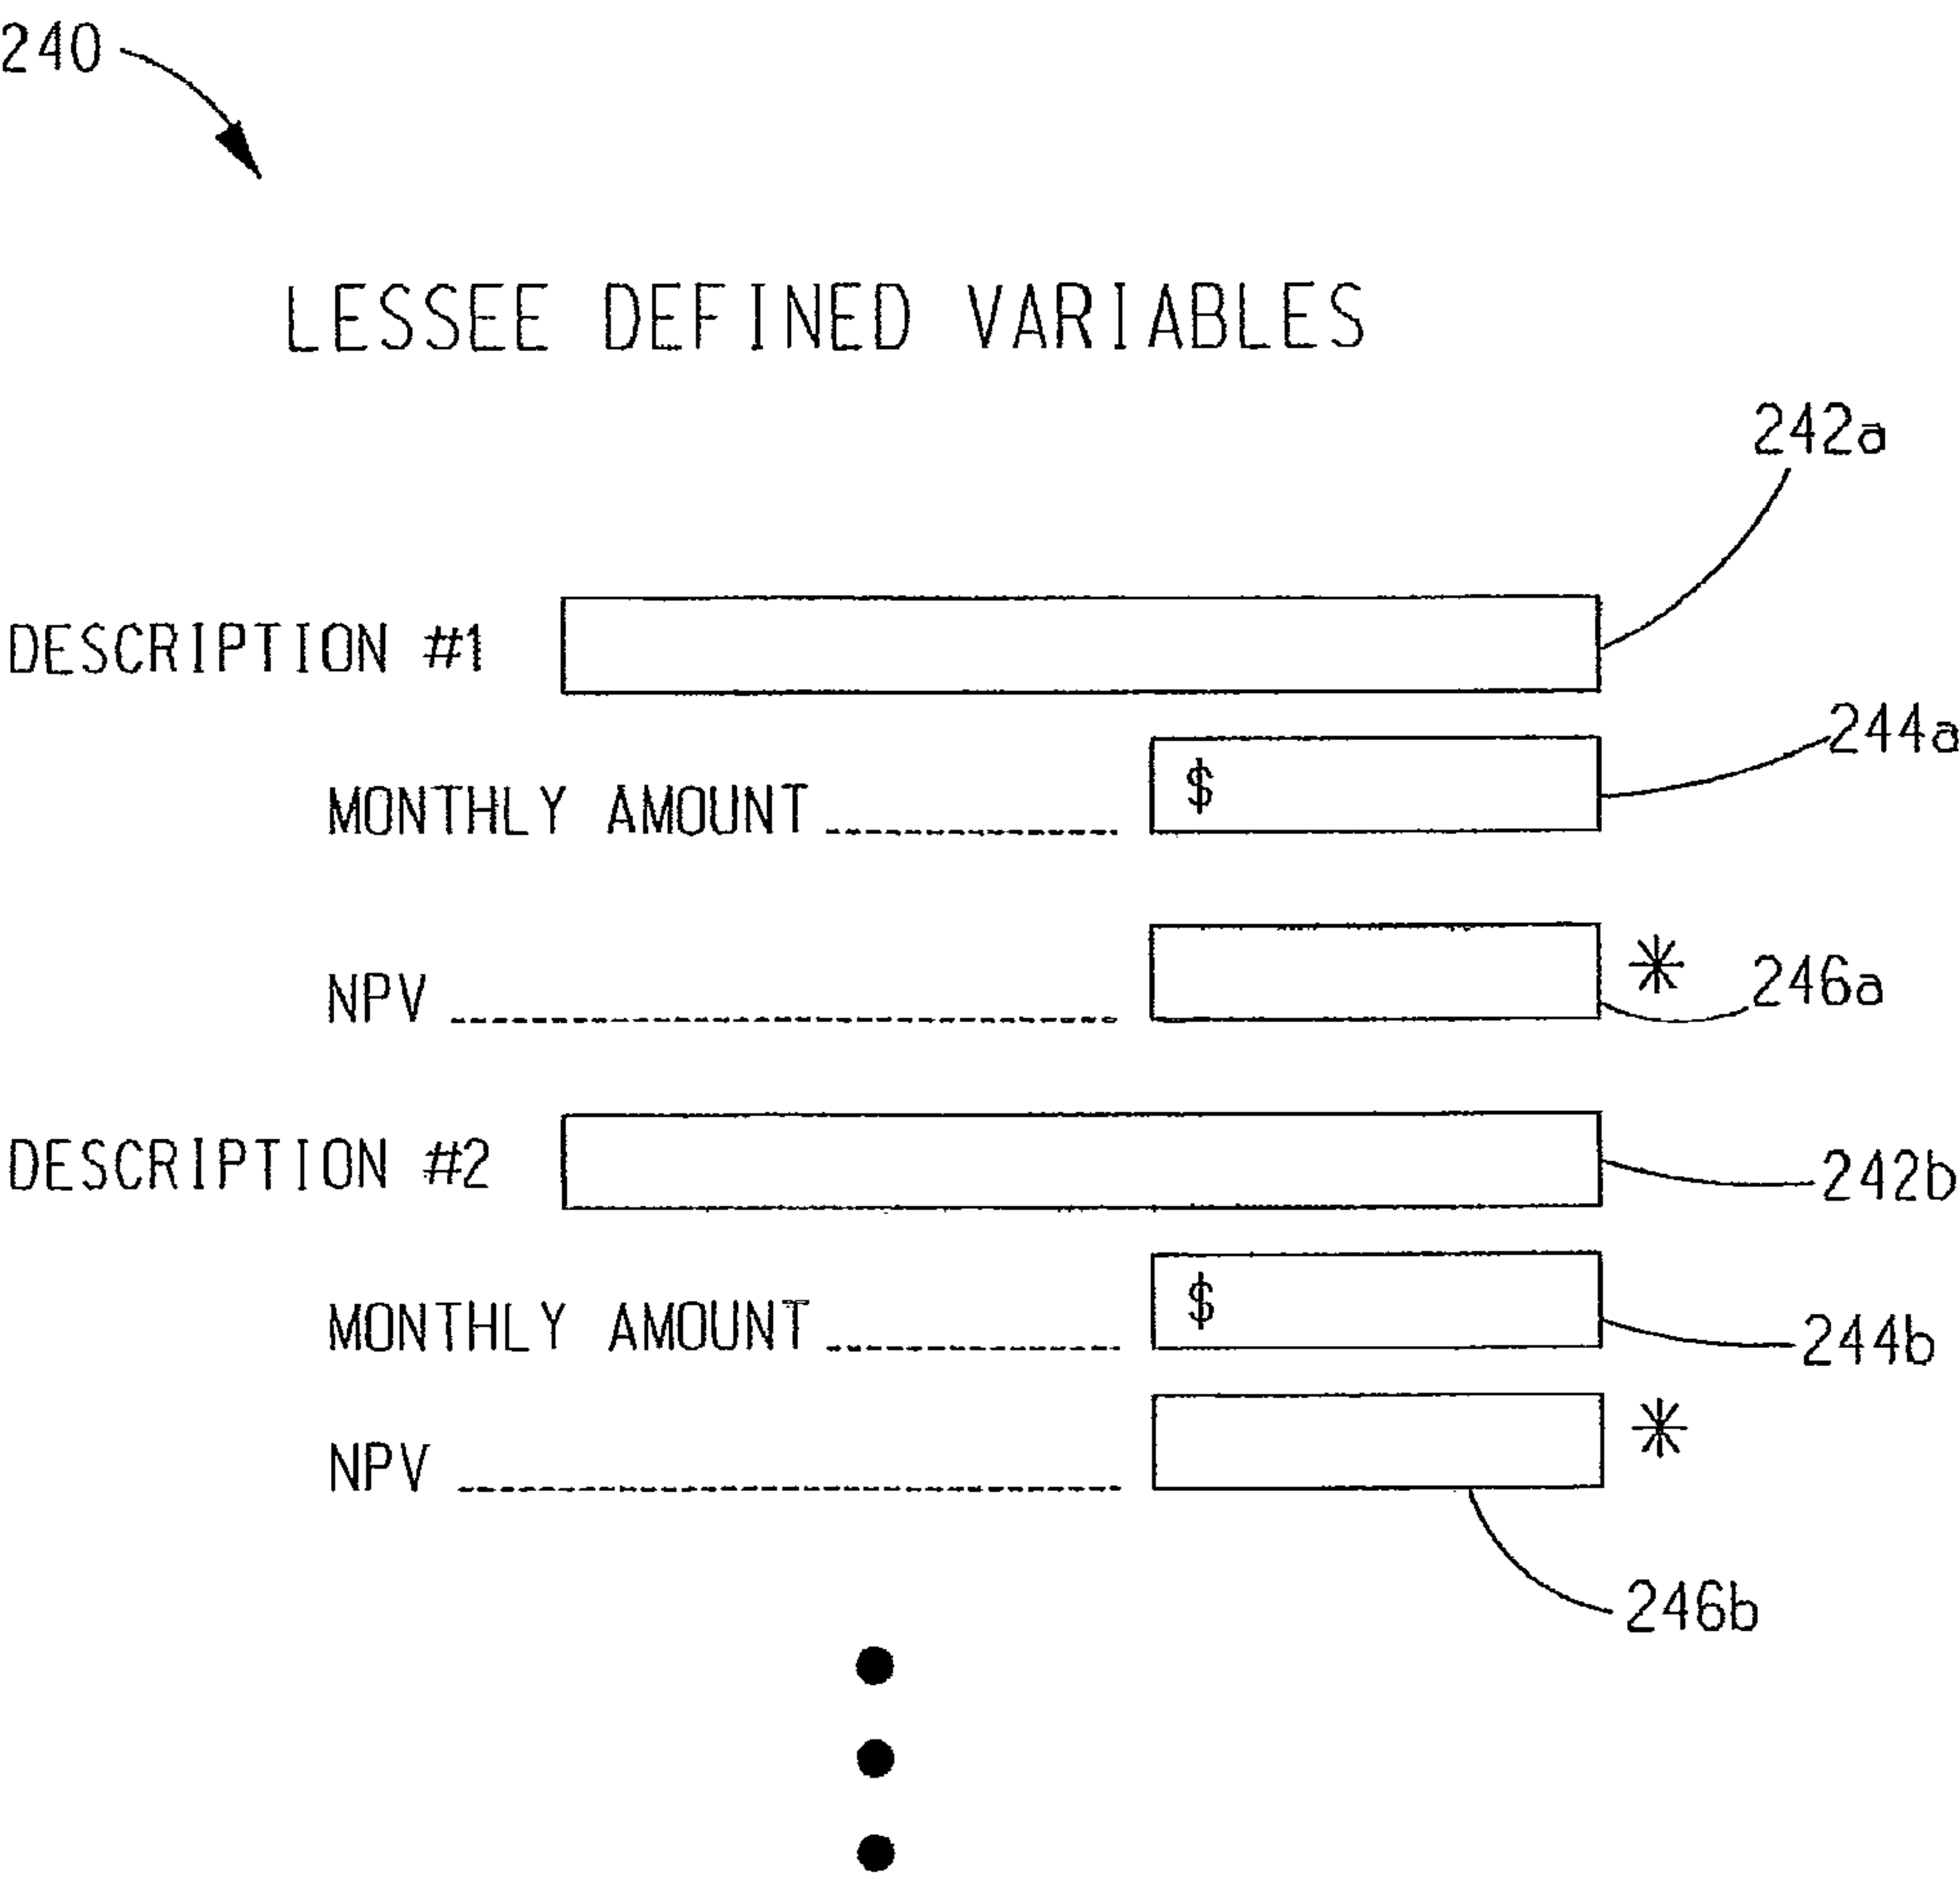 240
LESSEE DEFINED VARIABLES
242a
DESCRIPTION #1
244a
MONTHLY AMOUNT $
NPV * 246a
DESCRIPTION #2 242b
MONTHLY AMOUNT $ 244b
NPV *
246b